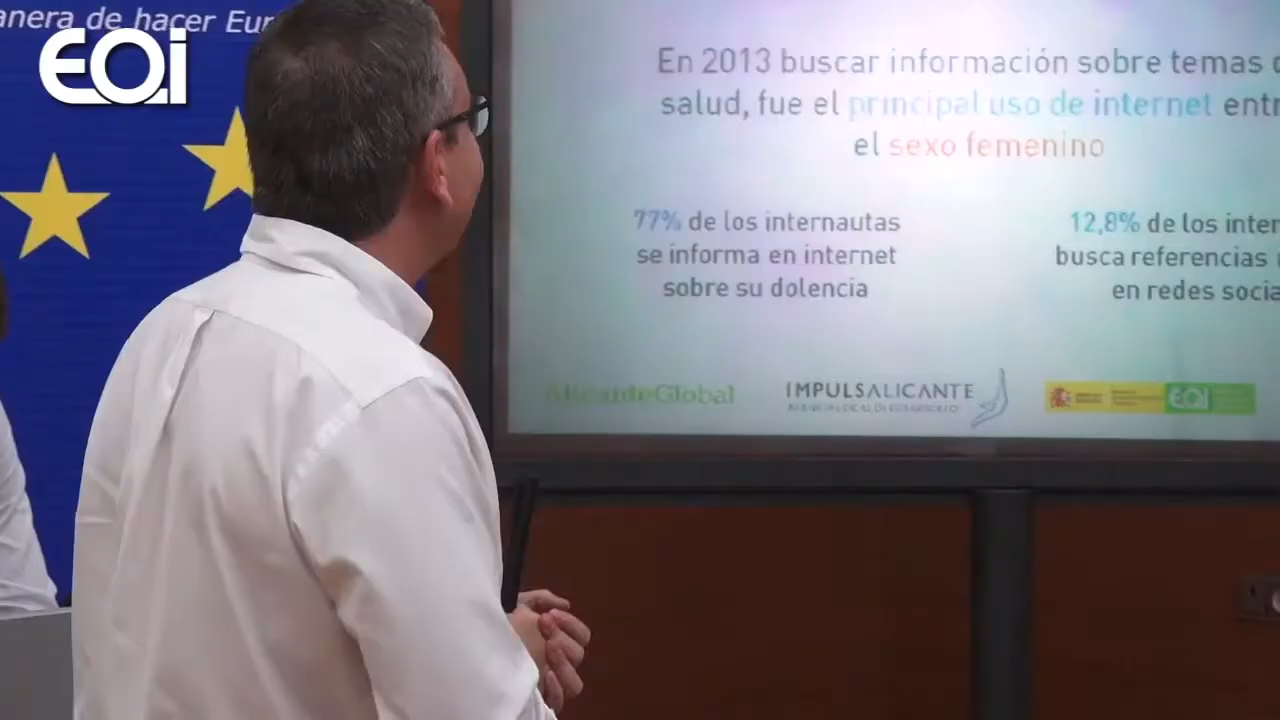 anera de hacer Eur
EOi
En 2013 buscar información sobre temas
salud, fue el principal uso de internet entr
el sexo femenino
77% de los internautas
se informa en internet
sobre su dolencia
12,8% de los inter
busca referencias
en redes socia
AlicanteGlobal
IMPULSALICANTE
EOI